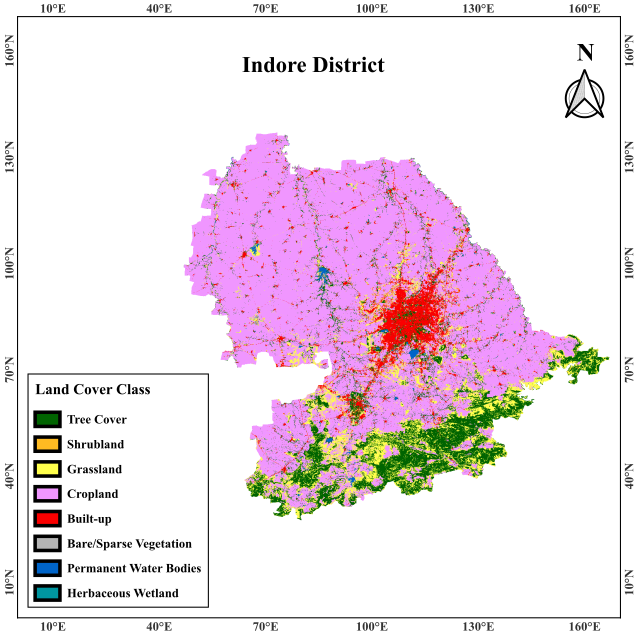 10°E 40°E 70°E 100°E 130°E 160°E
Indore District
N
160°N 160°N
130°N 130°N
100°N 100°N
70°N 70°N
40°N 40°N
10°N 10°N
Land Cover Class
Tree Cover
Shrubland
Grassland
Cropland
Built-up
Bare/Sparse Vegetation
Permanent Water Bodies
Herbaceous Wetland
10°E 40°E 70°E 100°E 130°E 160°E